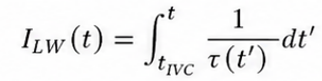 I_{LW}(t) = \int_{t_{IVC}}^{t} \frac{1}{\tau(t')} dt'